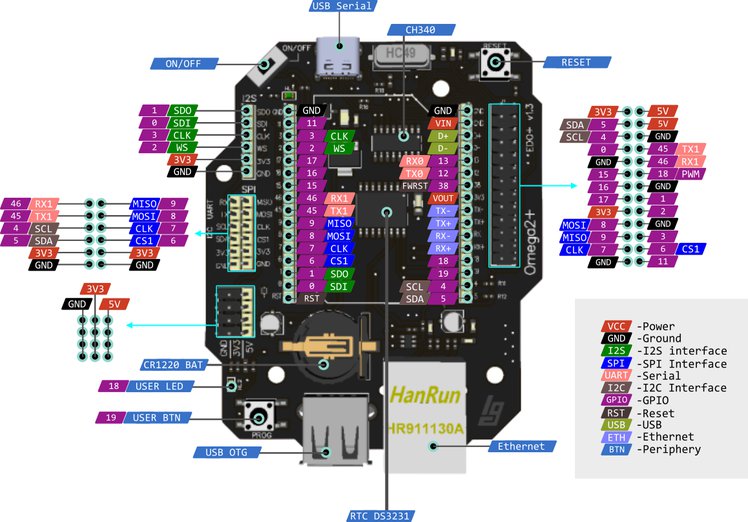 USB Serial
CH340
ON/OFF
ON/OFF
HC49
RESET
RESET
I2S
1 SDO
0 SDI
3 CLK
2 WS
3V3
GND
SDO
SDI
CLK
WS
3V3
GND
GND
11
3 CLK
2 WS
17
16
15
46 RX1
45 TX1
9 MISO
8 MOSI
7 CLK
6 CS1
1 SDO
0 SDI
RST
GND
VIN
D+
D-
RX0 13
TX0 12
FWRST 38
VOUT
TX-
TX+
RX-
RX+
18
19
SCL 4
SDA 5
3V3 5V
SDA 5 5V
SCL 4 GND
0 45 TX1
GND 46 RX1
15 18 PWM
16 GND
17 1
3V3 2
MOSI 8 GND
MISO 9 3
CLK 7 6 CS1
GND 11
SPI
UART
46 RX1 MISO 9
45 TX1 MOSI 8
4 SCL CLK 7
5 SDA CS1 6
3V3 3V3
GND GND
3V3
GND 5V
GND
3V3
5V
Omega2+
R11
R12
CR1220 BAT
18 USER LED
19 USER BTN
PROG
USB OTG
HanRun
HR911130A
Ethernet
RTC DS3231
VCC -Power
GND -Ground
I2S -I2S interface
SPI -SPI Interface
UART -Serial
I2C -I2C Interface
GPIO -GPIO
RST -Reset
USB -USB
ETH -Ethernet
BTN -Periphery